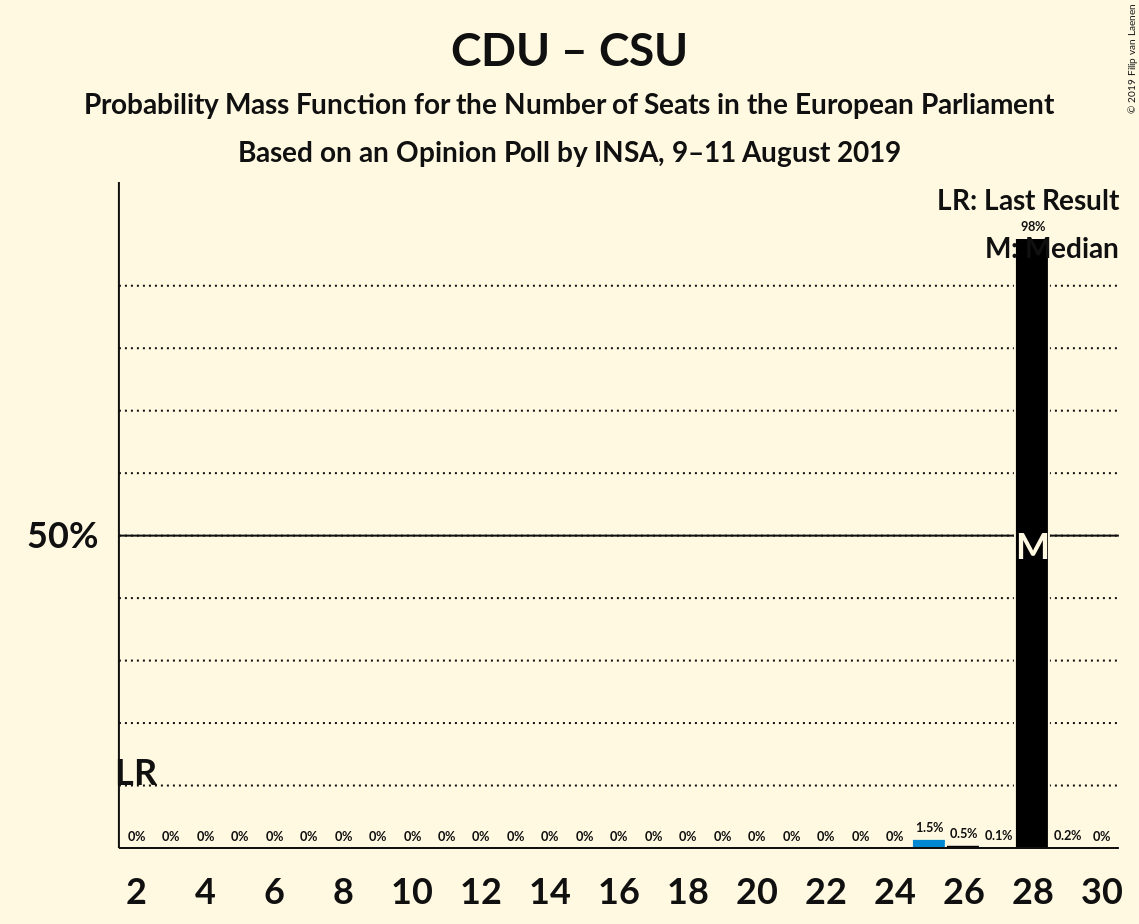 CDU – CSU
Probability Mass Function for the Number of Seats in the European Parliament
Based on an Opinion Poll by INSA, 9–11 August 2019
© 2019 Filip van Laenen
LR: Last Result
98%
M: Median
50%
M
LR
0% 0% 0% 0% 0% 0% 0% 0% 0% 0% 0% 0% 0% 0% 0% 0% 0% 0% 0% 0% 0% 0% 0% 1.5% 0.5% 0.1% 0.2% 0%
2 4 6 8 10 12 14 16 18 20 22 24 26 28 30